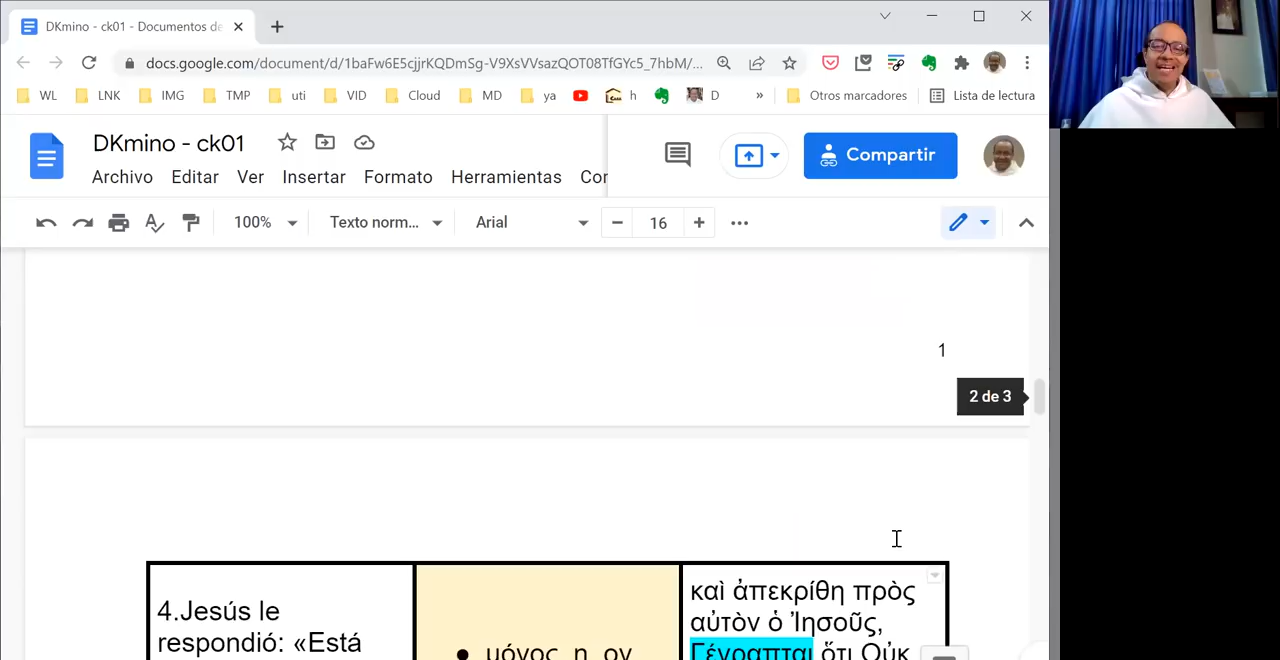 DKmino - ck01 - Documentos de
docs.google.com/document/d/1baFw6E5cjjrKQDmSg-V9XsVVsazQOT08TfGYc5_7hbM/...
WL LNK IMG TMP uti VID Cloud MD ya h D » Otros marcadores Lista de lectura
DKmino - ck01
Compartir
Archivo Editar Ver Insertar Formato Herramientas
100% Texto norm... Arial 16
1
2 de 3
4.Jesús le
respondió: «Está
μόνος, η, ον
καὶ ἀπεκρίθη πρὸς
αὐτὸν ὁ Ἰησοῦς,
Γέγραπται ὅτι Οὐκ